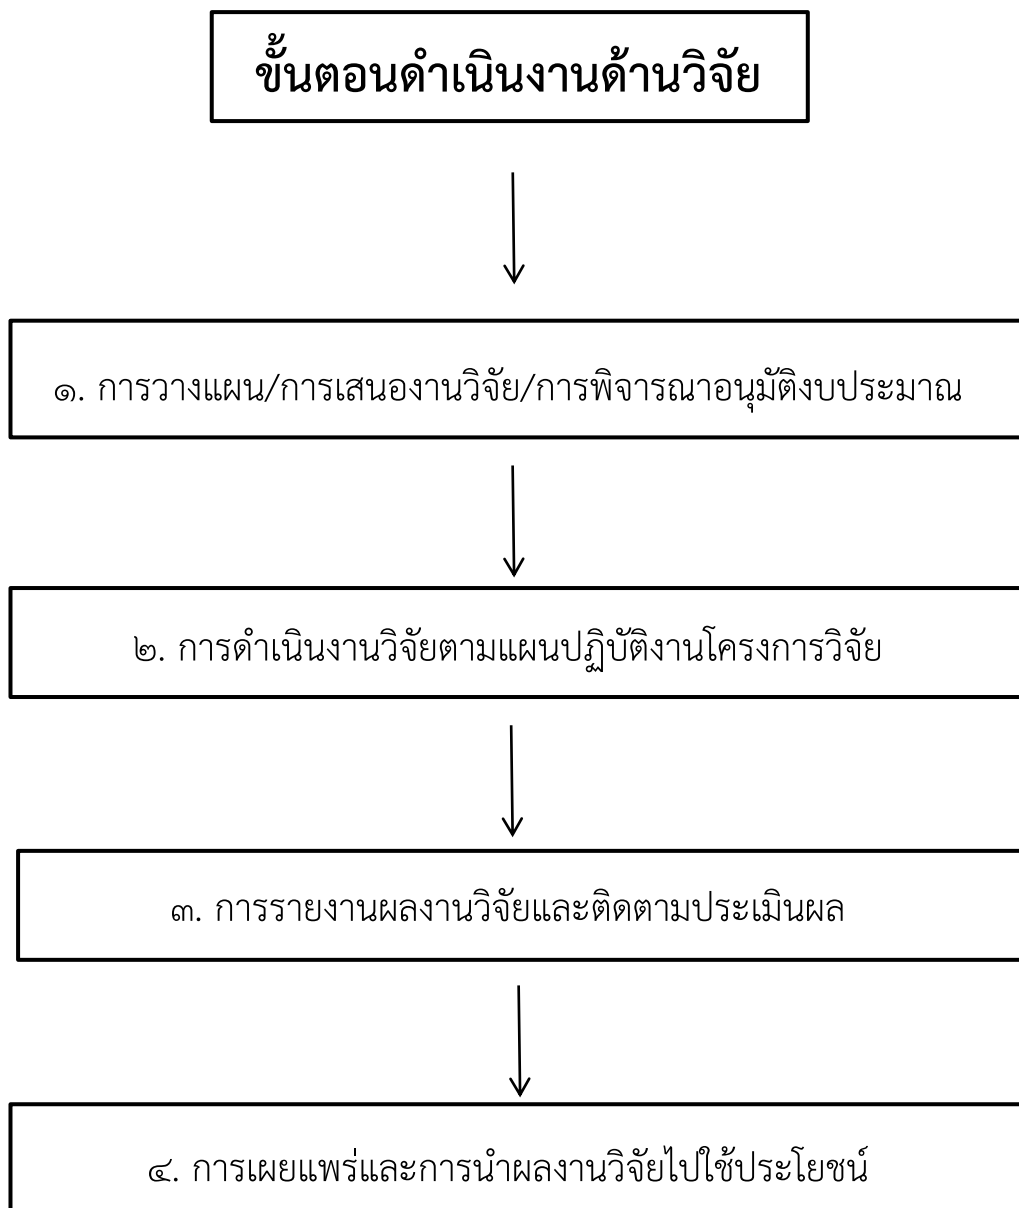 ขั้นตอนดำเนินงานด้านวิจัย
๑. การวางแผน/การเสนองานวิจัย/การพิจารณาอนุมัติงบประมาณ
๒. การดำเนินงานวิจัยตามแผนปฏิบัติงานโครงการวิจัย
๓. การรายงานผลงานวิจัยและติดตามประเมินผล
๔. การเผยแพร่และการนำผลงานวิจัยไปใช้ประโยชน์